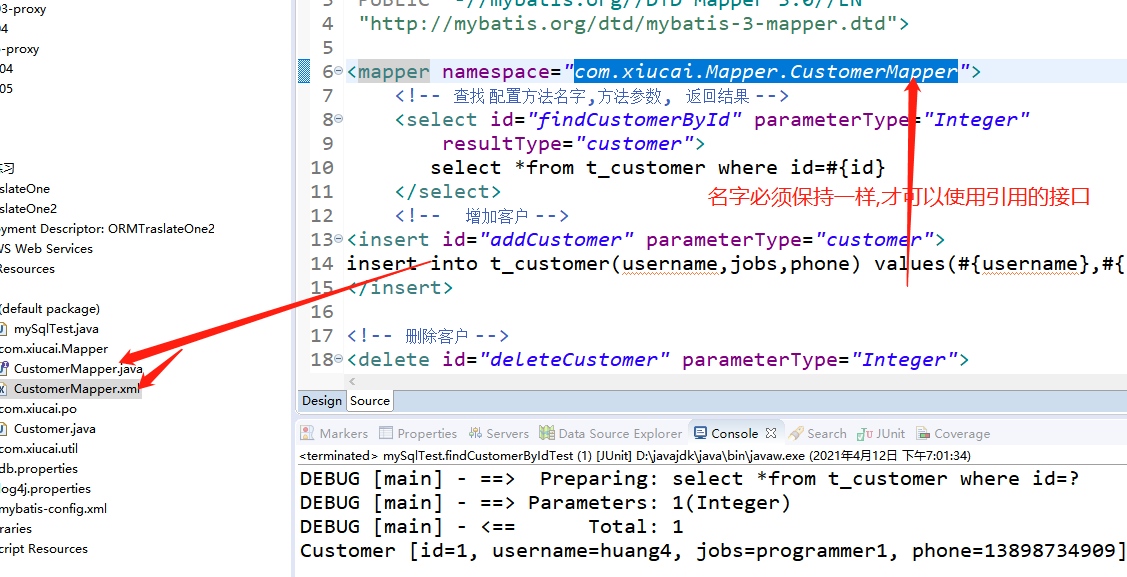 03-proxy
04
-proxy
04
05
练习
slateOne
slateOne2
oyment Descriptor: ORMTraslateOne2
WS Web Services
Resources
(default package)
mySqlTest.java
com.xiucai.Mapper
CustomerMapper.java
CustomerMapper.xml
com.xiucai.po
Customer.java
com.xiucai.util
db.properties
log4j.properties
mybatis-config.xml
raries
cript Resources
3 PUBLIC "-//mybatis.org//DTD Mapper 3.0//EN"
4 "http://mybatis.org/dtd/mybatis-3-mapper.dtd">
5
6 <mapper namespace="com.xiucai.Mapper.CustomerMapper">
7 <!-- 查找 配置方法名字,方法参数, 返回结果 -->
8 <select id="findCustomerById" parameterType="Integer"
9 resultType="customer">
10 select *from t_customer where id=#{id}
11 </select>
名字必须保持一样,才可以使用引用的接口
12 <!-- 增加客户 -->
13 <insert id="addCustomer" parameterType="customer">
14 insert into t_customer(username,jobs,phone) values(#{username},#{
15 </insert>
16
17 <!-- 删除客户 -->
18 <delete id="deleteCustomer" parameterType="Integer">
Design Source
Markers Properties Servers Data Source Explorer Console Search JUnit Coverage
<terminated> mySqlTest.findCustomerByIdTest (1) [JUnit] D:\javajdk\java\bin\javaw.exe (2021年4月12日 下午7:01:34)
DEBUG [main] - ==>  Preparing: select *from t_customer where id=?
DEBUG [main] - ==> Parameters: 1(Integer)
DEBUG [main] - <==      Total: 1
Customer [id=1, username=huang4, jobs=programmer1, phone=13898734909]